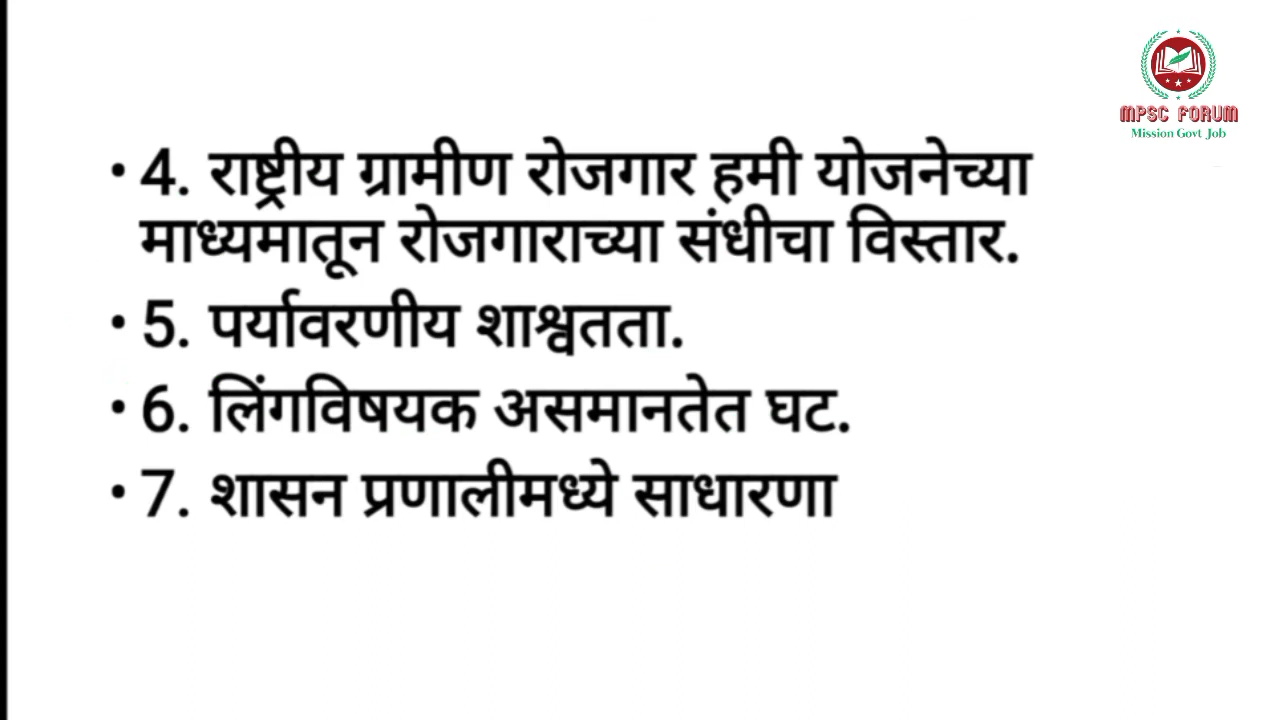 MPSC FORUM
Mission Govt Job
• 4. राष्ट्रीय ग्रामीण रोजगार हमी योजनेच्या
माध्यमातून रोजगाराच्या संधीचा विस्तार.
• 5. पर्यावरणीय शाश्वतता.
• 6. लिंगविषयक असमानतेत घट.
• 7. शासन प्रणालीमध्ये साधारणा